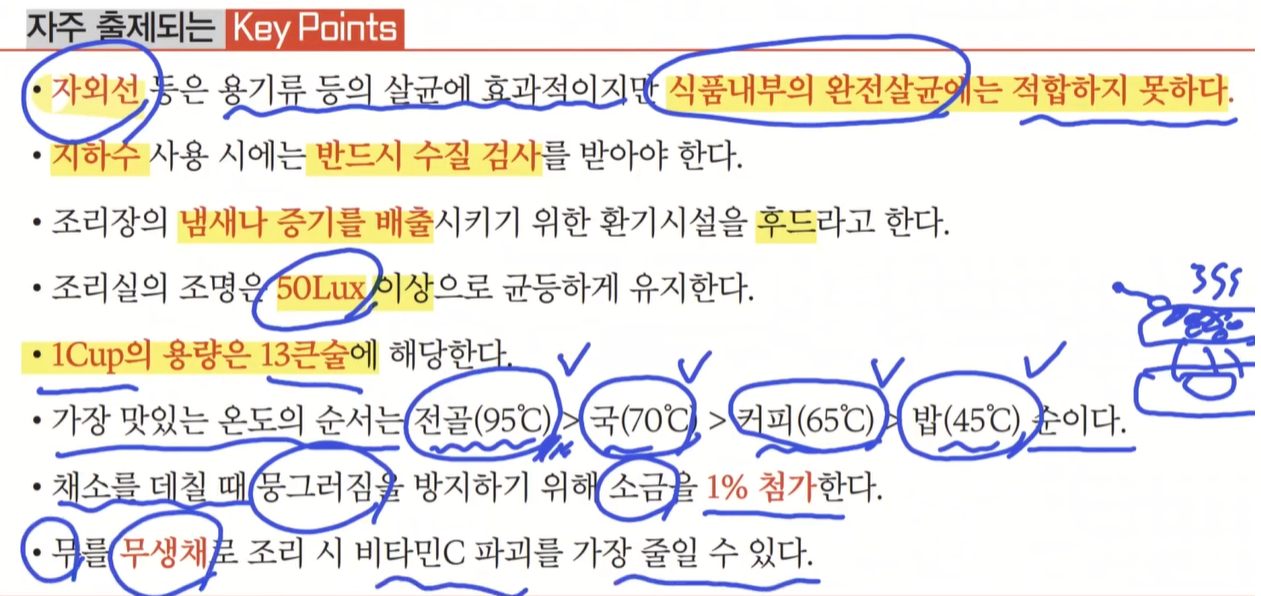 자주 출제되는 Key Points
• 자외선 등은 용기류 등의 살균에 효과적이지만 식품내부의 완전살균에는 적합하지 못하다.
• 지하수 사용 시에는 반드시 수질 검사를 받아야 한다.
• 조리장의 냄새나 증기를 배출시키기 위한 환기시설을 후드라고 한다.
• 조리실의 조명은 50Lux 이상으로 균등하게 유지한다.
• 1Cup의 용량은 13큰술에 해당한다.
• 가장 맛있는 온도의 순서는 전골(95℃) > 국(70℃) > 커피(65℃) > 밥(45℃) 순이다.
• 채소를 데칠 때 뭉그러짐을 방지하기 위해 소금을 1% 첨가한다.
• 무를 무생채로 조리 시 비타민C 파괴를 가장 줄일 수 있다.